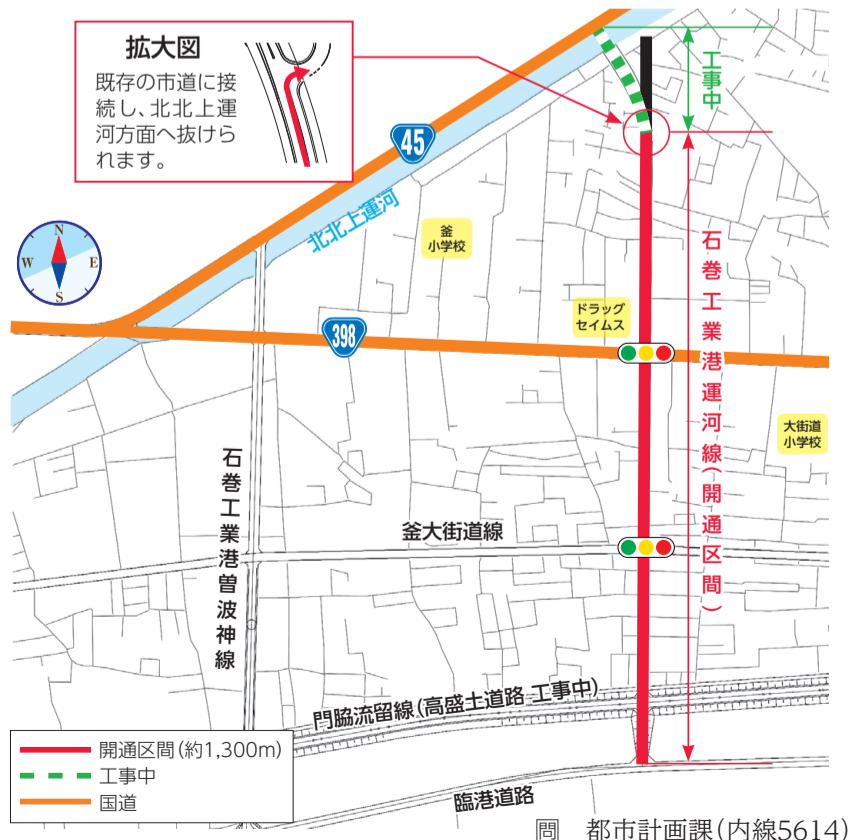 拡大図
既存の市道に接
続し、北北上運
河方面へ抜けら
れます。
工事中
45
北北上運河
釜
小学校
N
W
E
S
ドラッグ
セイムス
398
石巻工業港運河線(開通区間)
大街道
小学校
石巻工業港曽波神線
釜大街道線
門脇流留線(高盛土道路 工事中)
開通区間(約1,300m)
工事中
国道
臨港道路
問 都市計画課(内線5614)